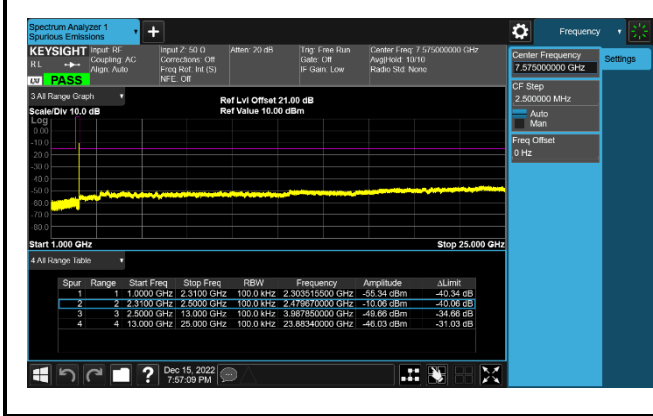 Spectrum Analyzer 1
Spurious Emissions
+
Frequency
KEYSIGHT
RL
Input: RF
Coupling: AC
Align: Auto
Input Z: 50 Ω
Corrections: Off
Freq Ref: Int (S)
NFE: Off
Atten: 20 dB
Trig: Free Run
Gate: Off
IF Gain: Low
Center Freq: 7.575000000 GHz
Avg|Hold: 10/10
Radio Std: None
PASS
Center Frequency
7.575000000 GHz
Settings
CF Step
2.500000 MHz
Auto
Man
Freq Offset
0 Hz
3 All Range Graph
Scale/Div 10.0 dB
Ref Lvl Offset 21.00 dB
Ref Value 10.00 dBm
Log
0.00
-10.0
-20.0
-30.0
-40.0
-50.0
-60.0
-70.0
-80.0
Start 1.000 GHz
Stop 25.000 GHz
4 All Range Table
Spur Range Start Freq Stop Freq RBW Frequency Amplitude ΔLimit
1 1 1.0000 GHz 2.3100 GHz 100.0 kHz 2.303515500 GHz -55.34 dBm -40.34 dB
2 2 2.3100 GHz 2.5000 GHz 100.0 kHz 2.479670000 GHz -10.06 dBm -40.06 dB
3 3 2.5000 GHz 13.000 GHz 100.0 kHz 3.987850000 GHz -49.66 dBm -34.66 dB
4 4 13.000 GHz 25.000 GHz 100.0 kHz 23.88340000 GHz -46.03 dBm -31.03 dB
?
Dec 15, 2022
7:57:09 PM